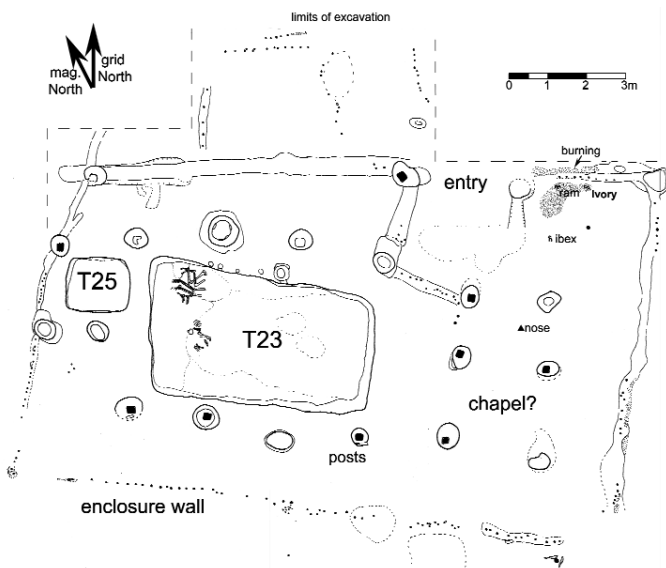 limits of excavation
mag.
North
grid
North
0 1 2 3m
burning
entry
ram
Ivory
ibex
T25
nose
T23
chapel?
posts
enclosure wall